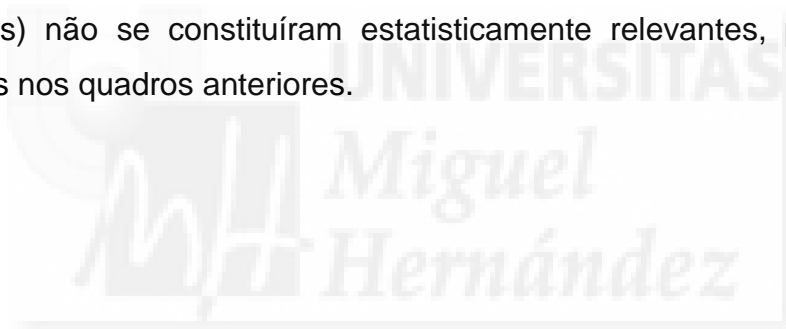 s) não se constituíram estatisticamente relevantes,
s nos quadros anteriores.
UNIVERSITAS
Miguel
Hernández